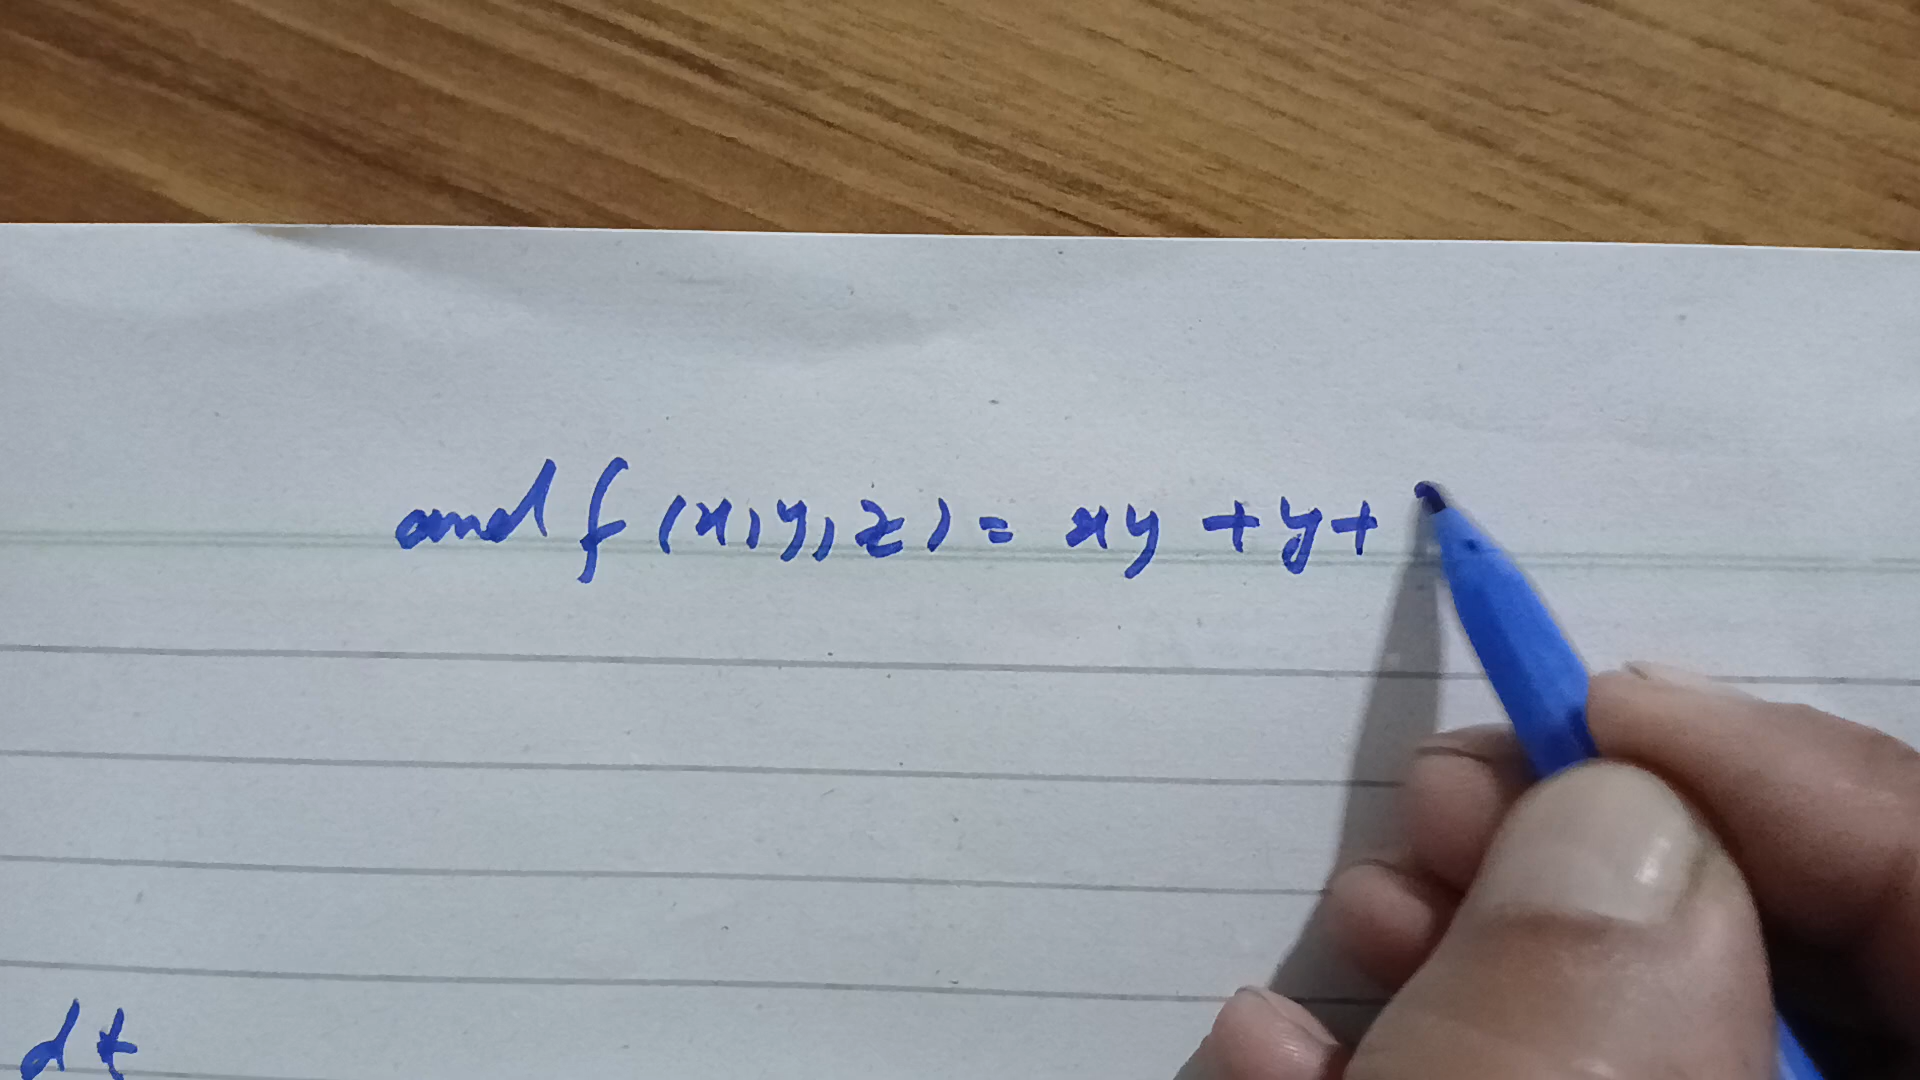 and f(x,y,z) = xy + y +
dt